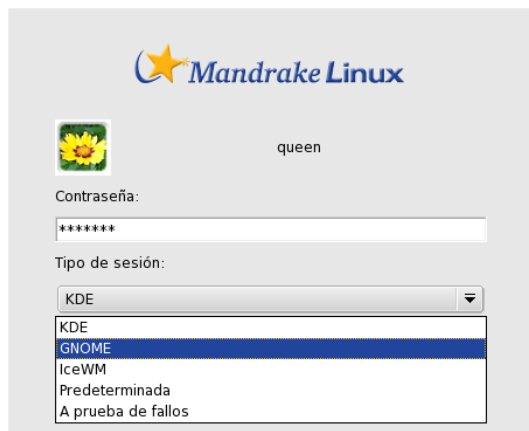 Mandrake Linux
queen
Contraseña:
*******
Tipo de sesión:
KDE
KDE
GNOME
IceWM
Predeterminada
A prueba de fallos